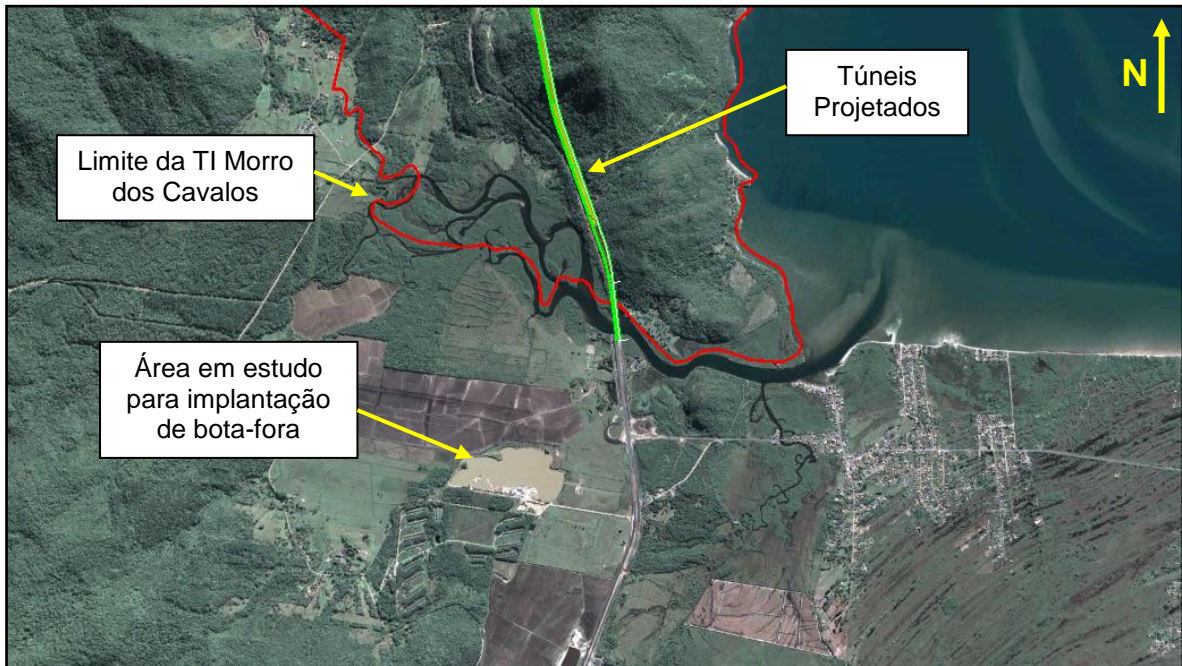 Túneis
Projetados
N
Limite da TI Morro
dos Cavalos
Área em estudo
para implantação
de bota-fora